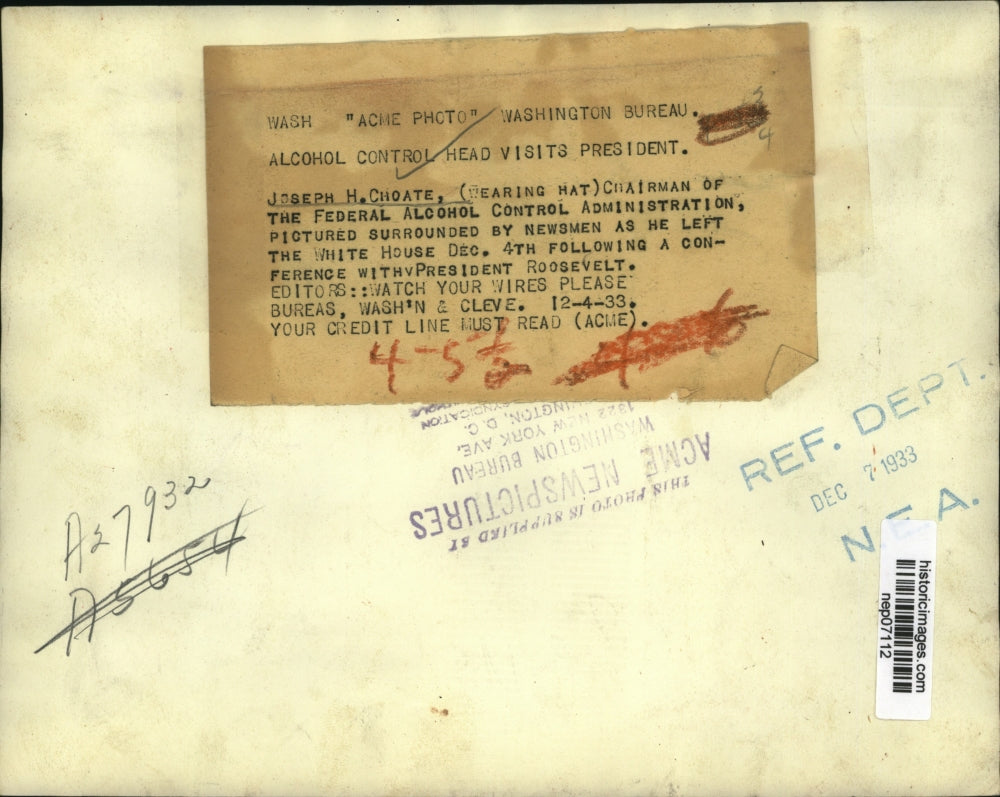 WASH "ACME PHOTO" WASHINGTON BUREAU.
ALCOHOL CONTROL HEAD VISITS PRESIDENT.
JOSEPH H.CHOATE, (WEARING HAT)CHAIRMAN OF
THE FEDERAL ALCOHOL CONTROL ADMINISTRATION,
PICTURED SURROUNDED BY NEWSMEN AS HE LEFT
THE WHITE HOUSE DEC. 4TH FOLLOWING A CON-
FERENCE WITHVPRESIDENT ROOSEVELT.
EDITORS::WATCH YOUR WIRES PLEASE
BUREAS, WASH'N & CLEVE. 12-4-33.
YOUR CREDIT LINE MUST READ (ACME).
3
4
4-5 1/2
THIS PHOTO IS SUPPLIED BY
ACME NEWSPICTURES
WASHINGTON BUREAU
1322 NEW YORK AVE.
WASHINGTON, D. C.
REF. DEPT.
DEC 7 1933
N.E.A.
A27932
A5654
historicimages.com
nep07112